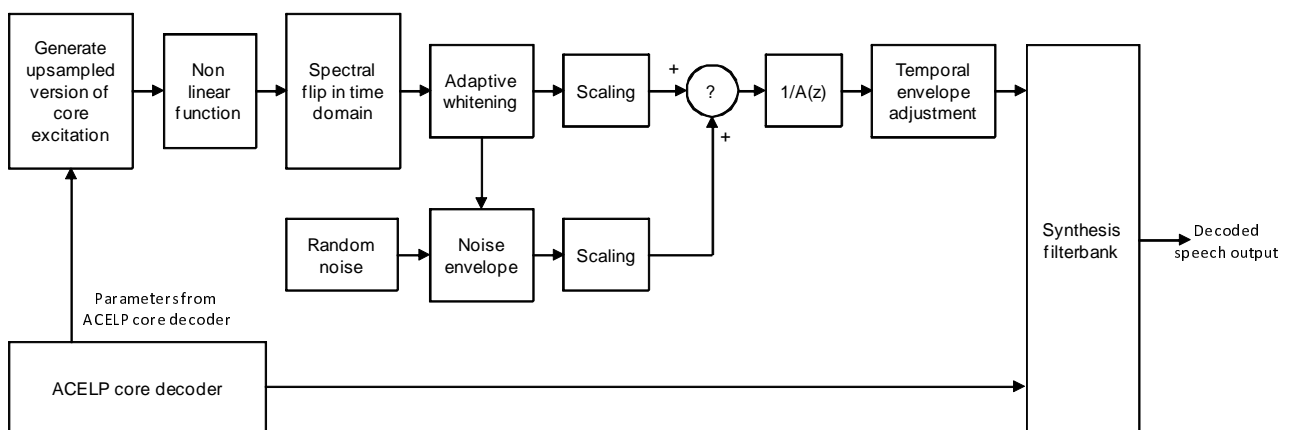 Generate
upsampled
version of
core
excitation
Non
linear
function
Spectral
flip in time
domain
Adaptive
whitening
Scaling
+
?
1/A(z)
Temporal
envelope
adjustment
+
Random
noise
Noise
envelope
Scaling
Synthesis
filterbank
Decoded
speech output
Parameters from
ACELP core decoder
ACELP core decoder